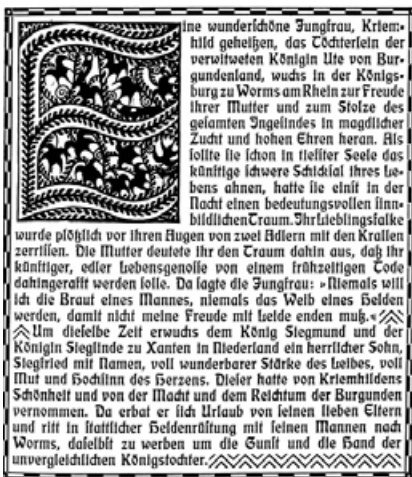 Eine wunderschöne Jungfrau, Kriem-
hild geheißen, das Töchterlein der
verwitweten Königin Ute von Bur-
gundenland, wuchs in der Königs-
burg zu Worms am Rhein zur Freude
ihrer Mutter und zum Stolze des
gesamten Ingesindes in magdlicher
Zucht und hohen Ehren heran. Als
sollte sie schon in tiefster Seele das
künftige schwere Schicksal ihres Le-
bens ahnen, hatte sie einst in der
Nacht einen bedeutungsvollen sinn-
bildlichen Traum. Ihr Lieblingsfalke
wurde plötzlich vor ihren Augen von zwei Adlern mit den Krallen
zerrissen. Die Mutter deutete ihr den Traum dahin aus, daß ihr
künftiger, edler Lebensgenosse von einem frühzeitigen Tode
dahingerafft werden solle. Da sagte die Jungfrau: »Niemals will
ich die Braut eines Mannes, niemals das Weib eines Helden
werden, damit nicht meine Freude mit Leide enden muß.«
Um dieselbe Zeit erwuchs dem König Siegmund und der
Königin Sieglinde zu Xanten in Niederland ein herrlicher Sohn,
Siegfried mit Namen, voll wunderbarer Stärke des Leibes, voll
Mut und Hochsinn des Herzens. Dieser hatte von Kriemhildens
Schönheit und von der Macht und dem Reichtum der Burgunden
vernommen. Da erbat er sich Urlaub von seinen lieben Eltern
und ritt in stattlicher Heldenrüstung mit seinen Mannen nach
Worms, daselbst zu werben um die Gunst und die Hand der
unvergleichlichen Königstochter.